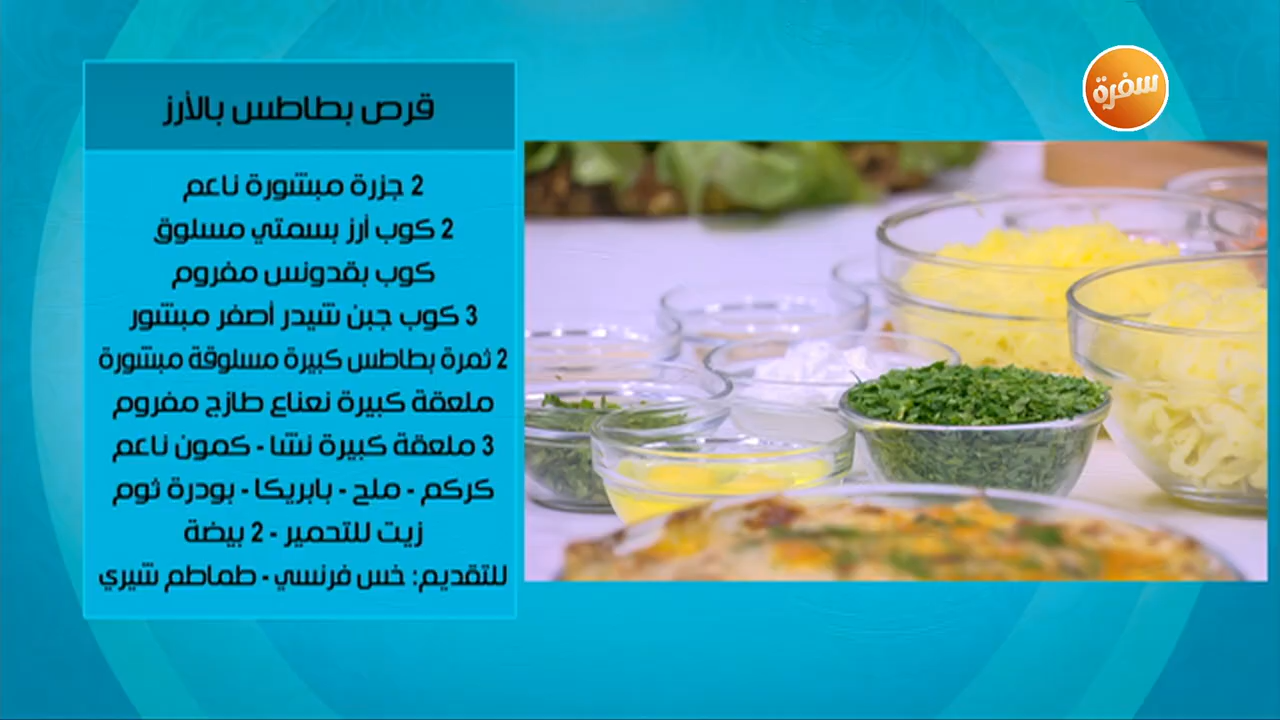 سفرة
قرص بطاطس بالأرز
2 جزرة مبشورة ناعم
2 كوب أرز بسمتي مسلوق
كوب بقدونس مفروم
3 كوب جبن شيدر أصفر مبشور
2 ثمرة بطاطس كبيرة مسلوقة مبشورة
ملعقة كبيرة نعناع طازج مفروم
3 ملعقة كبيرة نشا - كمون ناعم
كركم - ملح - بابريكا - بودرة ثوم
زيت للتحمير - 2 بيضة
للتقديم: خس فرنسي - طماطم شيري